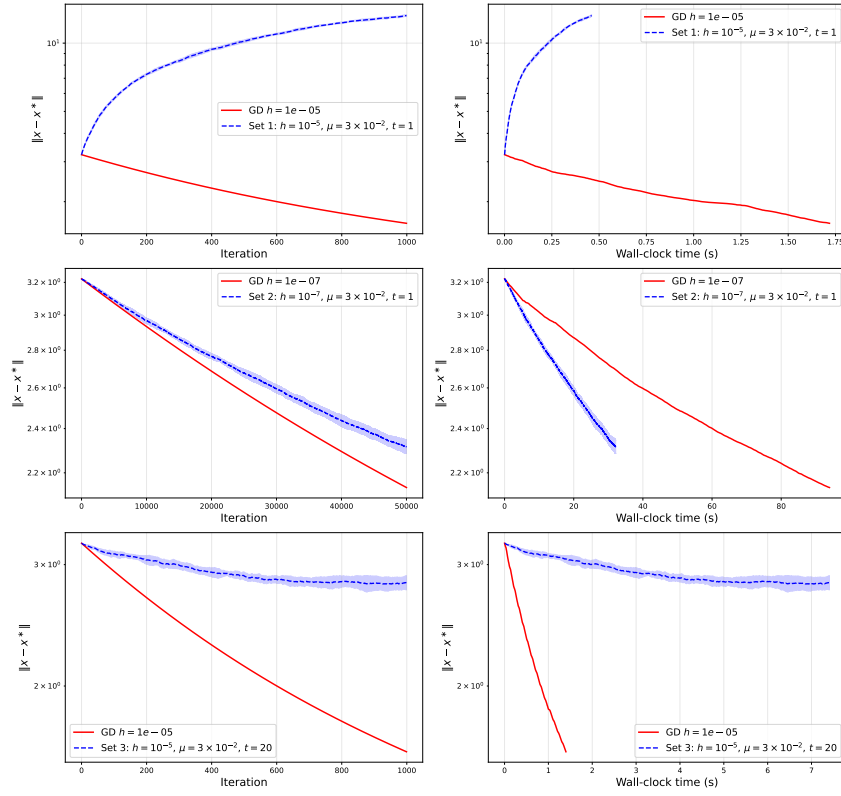 10¹
‖x − x*‖
GD h = 1e − 05
Set 1: h = 10⁻⁵, μ = 3 × 10⁻², t = 1
0 200 400 600 800 1000
Iteration
10¹
‖x − x*‖
GD h = 1e − 05
Set 1: h = 10⁻⁵, μ = 3 × 10⁻², t = 1
0.00 0.25 0.50 0.75 1.00 1.25 1.50 1.75
Wall-clock time (s)
3.2 × 10⁰
3 × 10⁰
2.8 × 10⁰
2.6 × 10⁰
2.4 × 10⁰
2.2 × 10⁰
‖x − x*‖
GD h = 1e − 07
Set 2: h = 10⁻⁷, μ = 3 × 10⁻², t = 1
0 10000 20000 30000 40000 50000
Iteration
3.2 × 10⁰
3 × 10⁰
2.8 × 10⁰
2.6 × 10⁰
2.4 × 10⁰
2.2 × 10⁰
‖x − x*‖
GD h = 1e − 07
Set 2: h = 10⁻⁷, μ = 3 × 10⁻², t = 1
0 20 40 60 80
Wall-clock time (s)
3 × 10⁰
2 × 10⁰
‖x − x*‖
GD h = 1e − 05
Set 3: h = 10⁻⁵, μ = 3 × 10⁻², t = 20
0 200 400 600 800 1000
Iteration
3 × 10⁰
2 × 10⁰
‖x − x*‖
GD h = 1e − 05
Set 3: h = 10⁻⁵, μ = 3 × 10⁻², t = 20
0 1 2 3 4 5 6 7
Wall-clock time (s)